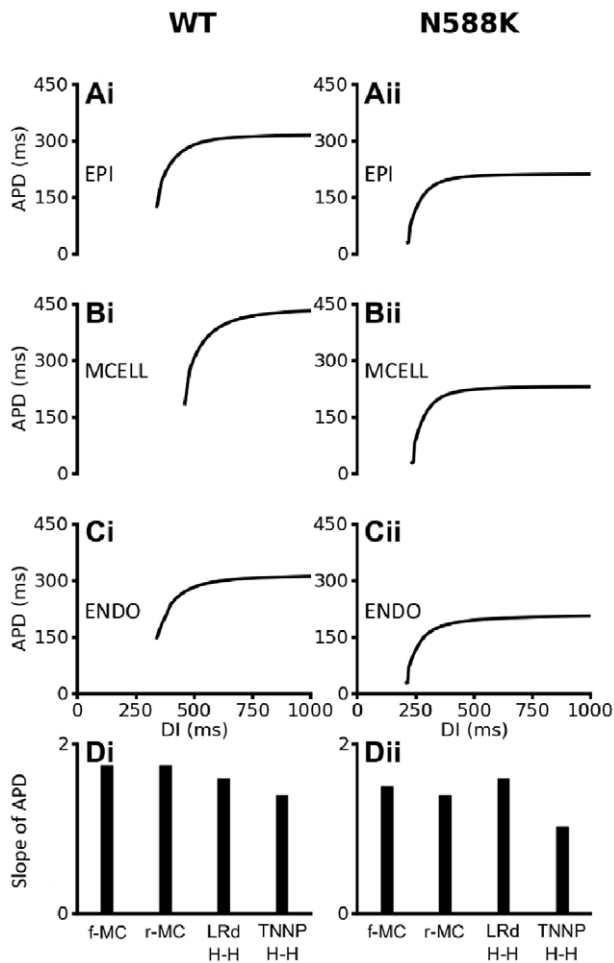 WT N588K
Ai Aii
450 450
300 300
150 150
0 0
APD (ms)
EPI EPI
Bi Bii
450 450
300 300
150 150
0 0
APD (ms)
MCELL MCELL
Ci Cii
450 450
300 300
150 150
0 0
APD (ms)
ENDO ENDO
0 250 500 750 1000 0 250 500 750 1000
DI (ms) DI (ms)
Di Dii
2 2
0 0
Slope of APD
f-MC r-MC LRd TNNP f-MC r-MC LRd TNNP
H-H H-H H-H H-H